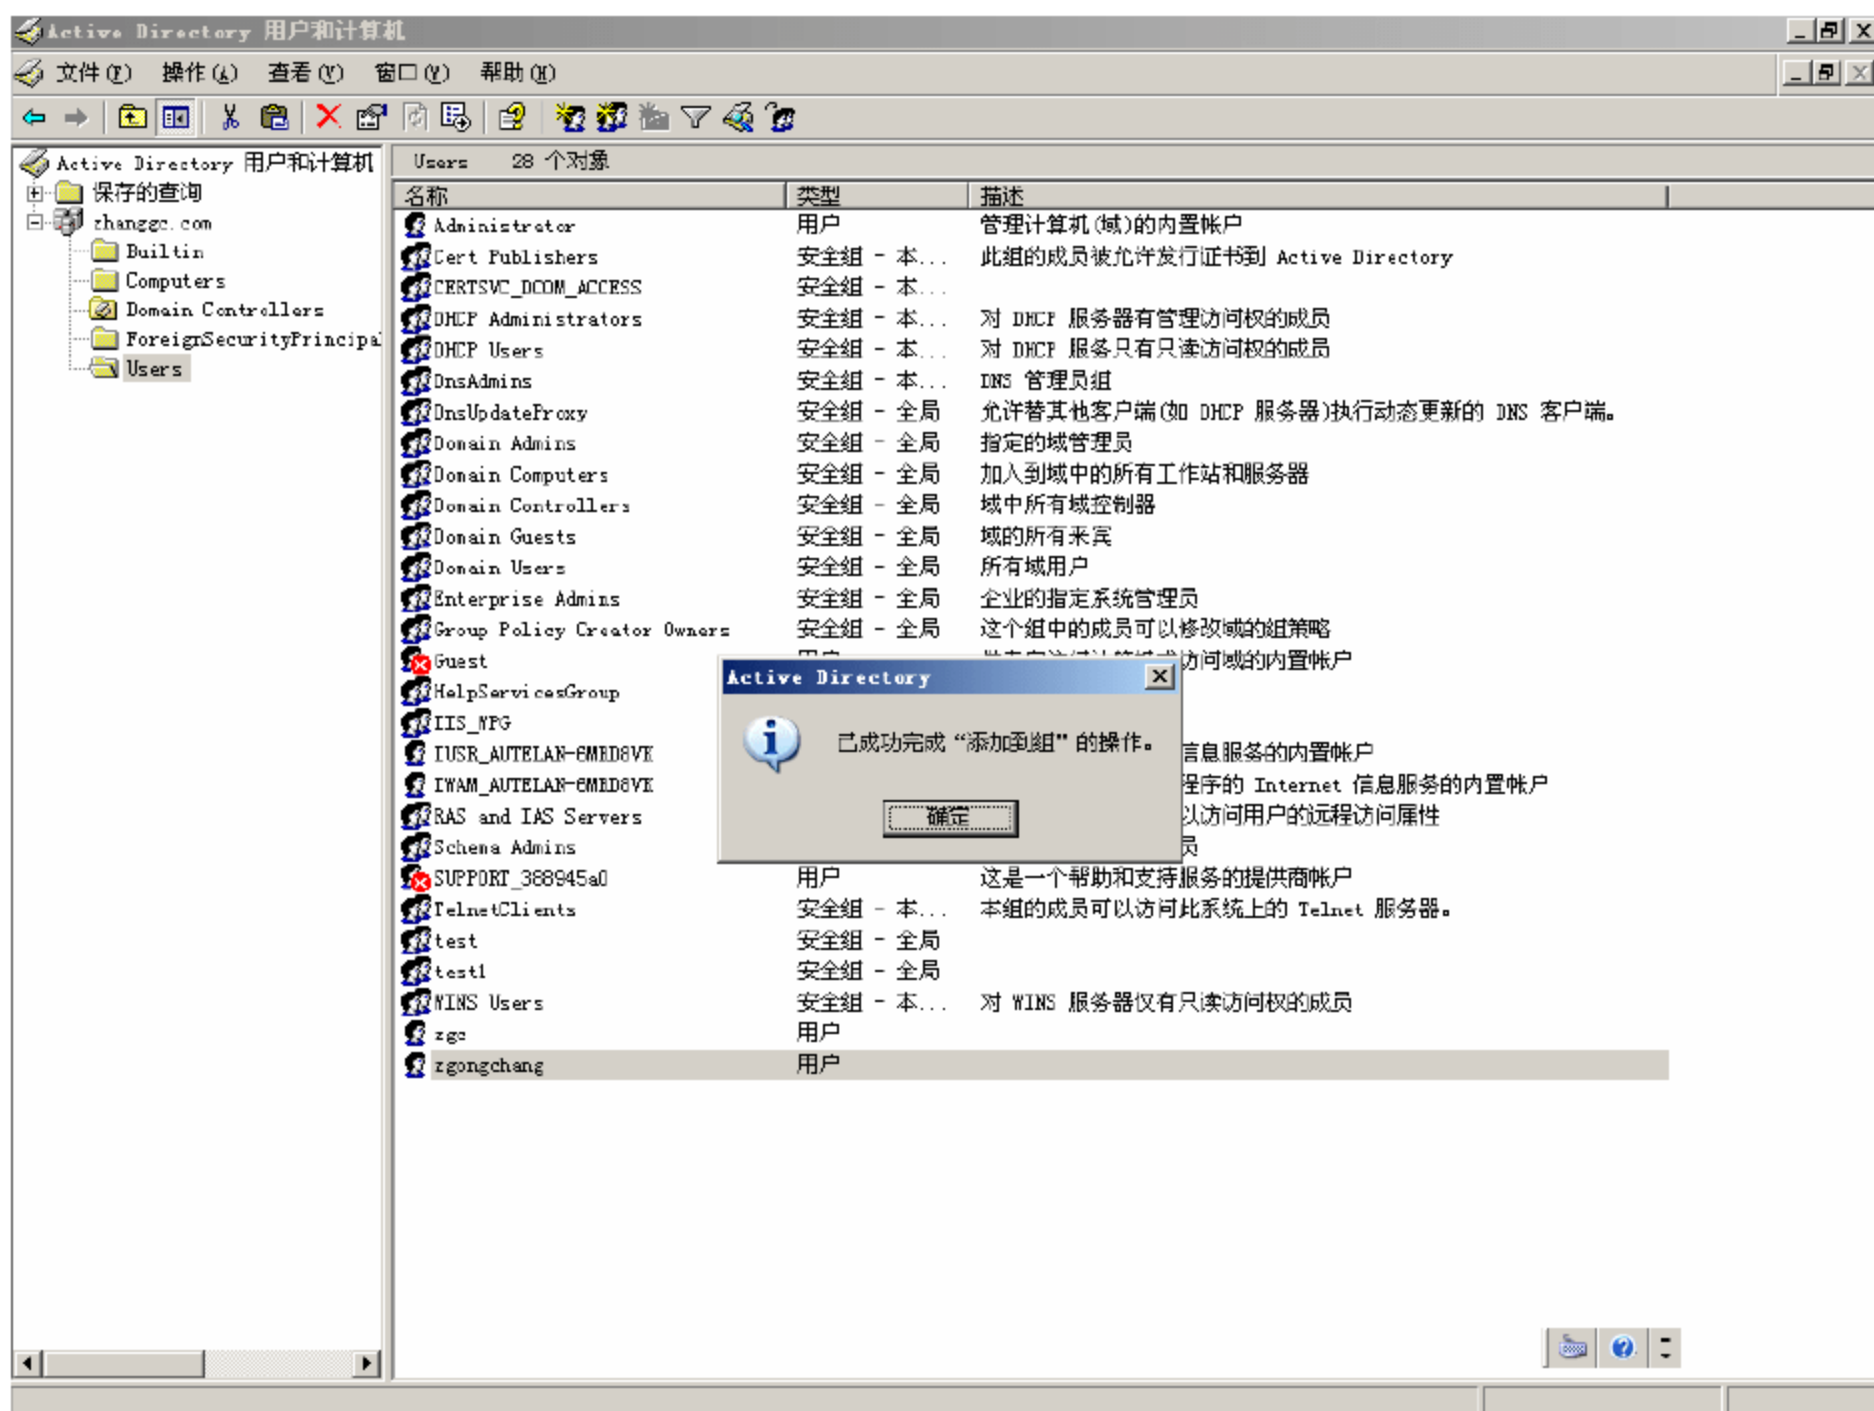 Active Directory 用户和计算机
文件(F) 操作(A) 查看(V) 窗口(W) 帮助(H)
Active Directory 用户和计算机
保存的查询
zhanggc.com
Builtin
Computers
Domain Controllers
ForeignSecurityPrincipal
Users
Users 28 个对象
名称 类型 描述
Administrator 用户 管理计算机(域)的内置帐户
Cert Publishers 安全组 - 本... 此组的成员被允许发行证书到 Active Directory
CERTSVC_DCOM_ACCESS 安全组 - 本...
DHCP Administrators 安全组 - 本... 对 DHCP 服务器有管理访问权的成员
DHCP Users 安全组 - 本... 对 DHCP 服务只有只读访问权的成员
DnsAdmins 安全组 - 本... DNS 管理员组
DnsUpdateProxy 安全组 - 全局 允许替其他客户端(如 DHCP 服务器)执行动态更新的 DNS 客户端。
Domain Admins 安全组 - 全局 指定的域管理员
Domain Computers 安全组 - 全局 加入到域中的所有工作站和服务器
Domain Controllers 安全组 - 全局 域中所有域控制器
Domain Guests 安全组 - 全局 域的所有来宾
Domain Users 安全组 - 全局 所有域用户
Enterprise Admins 安全组 - 全局 企业的指定系统管理员
Group Policy Creator Owners 安全组 - 全局 这个组中的成员可以修改域的组策略
Guest 访问域的内置帐户
HelpServicesGroup
IIS_WPG
IUSR_AUTELAN-6MRD8VK 信息服务的内置帐户
IWAM_AUTELAN-6MRD8VK 程序的 Internet 信息服务的内置帐户
RAS and IAS Servers 以访问用户的远程访问属性
Schema Admins 员
SUPPORT_388945a0 用户 这是一个帮助和支持服务的提供商帐户
TelnetClients 安全组 - 本... 本组的成员可以访问此系统上的 Telnet 服务器。
test 安全组 - 全局
test1 安全组 - 全局
WINS Users 安全组 - 本... 对 WINS 服务器仅有只读访问权的成员
zgc 用户
zgongchang 用户
Active Directory
已成功完成“添加到组”的操作。
确定